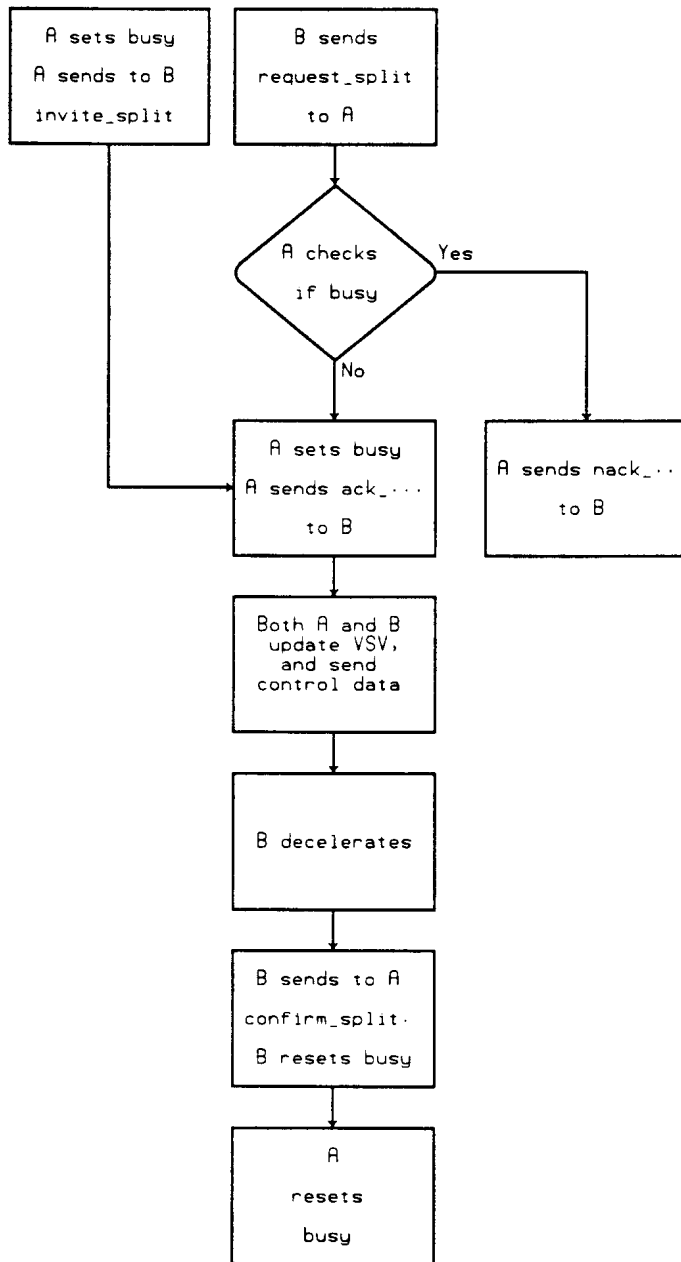 A sets busy
A sends to B
invite_split
B sends
request_split
to A
A checks
if busy
Yes
No
A sets busy
A sends ack_...
to B
A sends nack_...
to B
Both A and B
update VSV,
and send
control data
B decelerates
B sends to A
confirm_split.
B resets busy
A
resets
busy